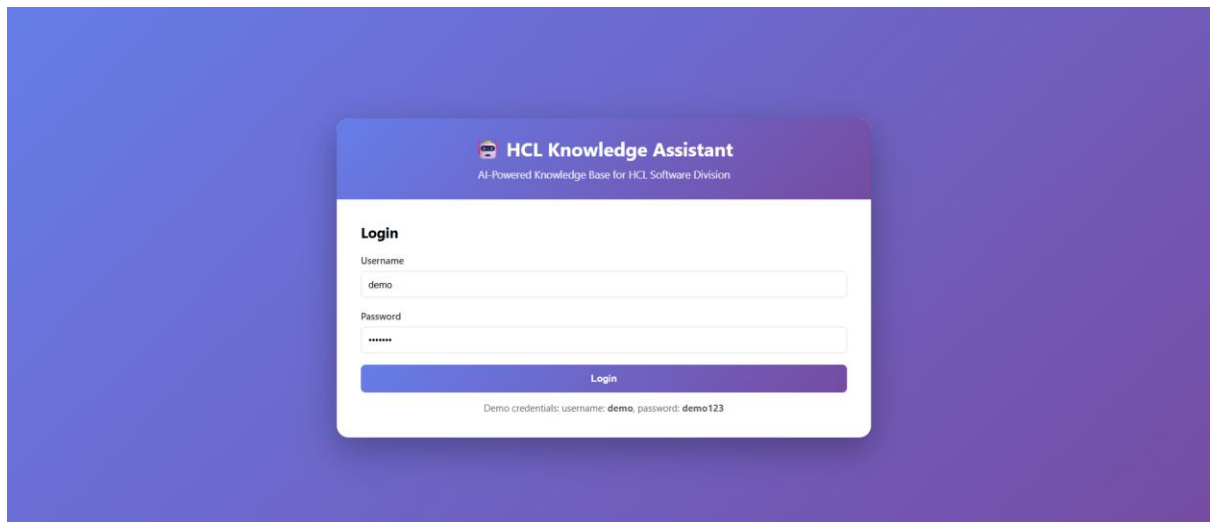 HCL Knowledge Assistant
AI-Powered Knowledge Base for HCL Software Division
Login
Username
demo
Password
•••••••
Login
Demo credentials: username: demo, password: demo123